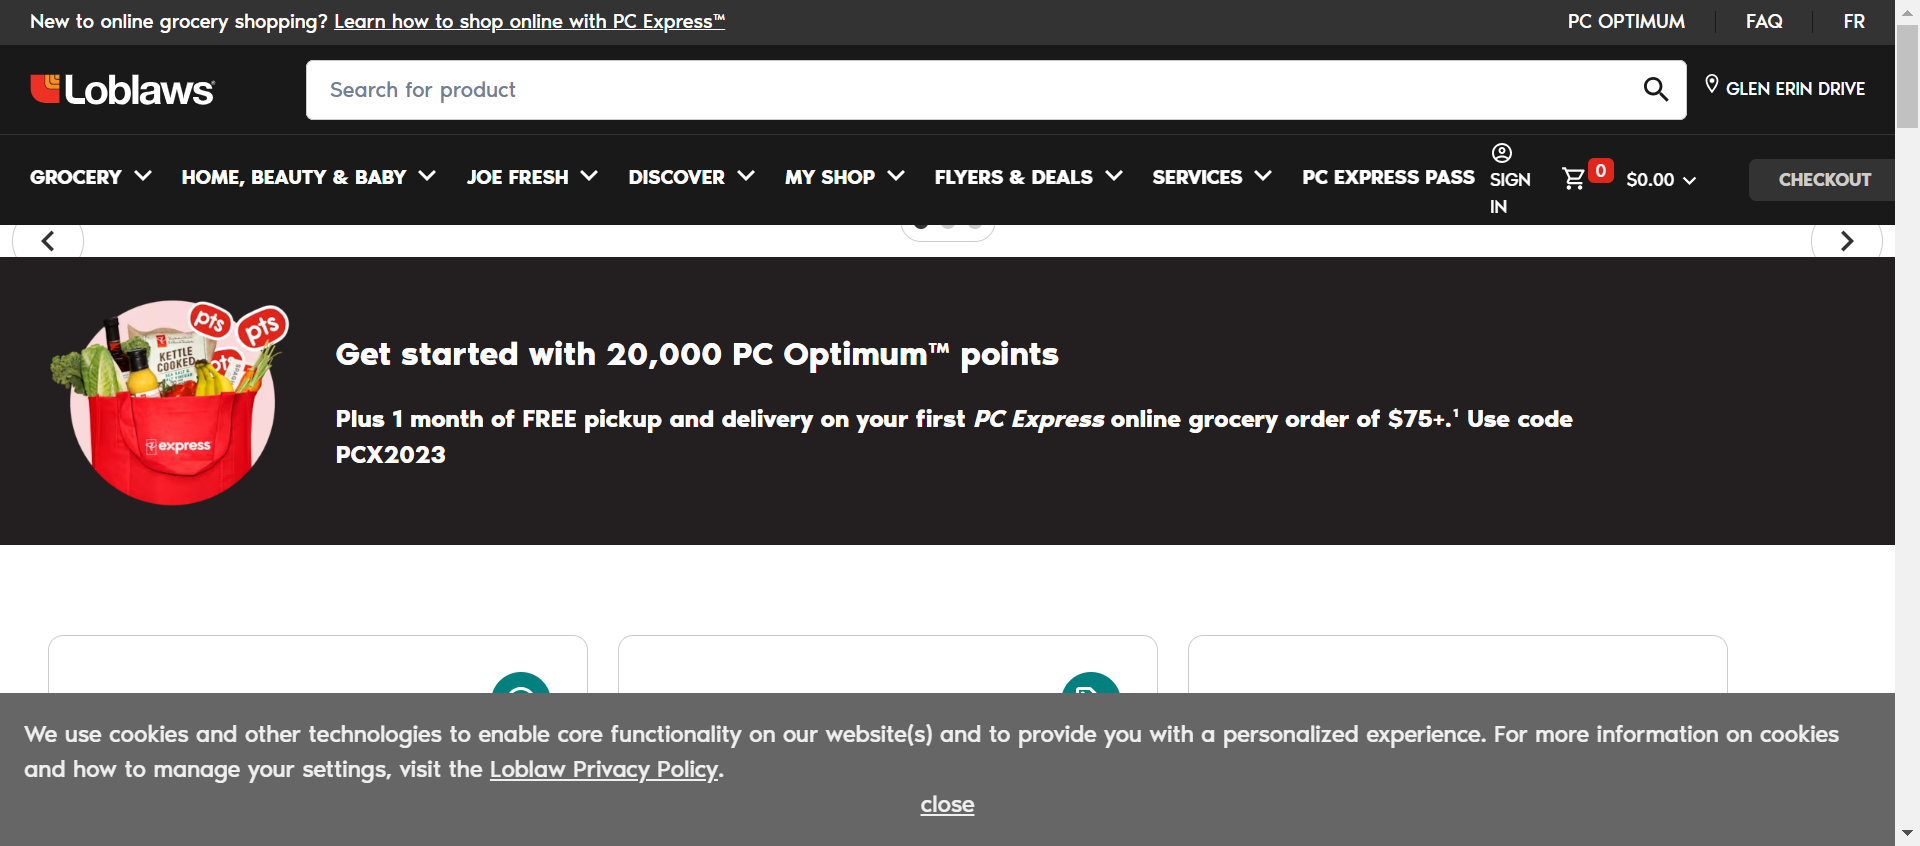 New to online grocery shopping? Learn how to shop online with PC Express™
PC OPTIMUM
FAQ
FR
Loblaws®
Search for product
GLEN ERIN DRIVE
GROCERY
HOME, BEAUTY & BABY
JOE FRESH
DISCOVER
MY SHOP
FLYERS & DEALS
SERVICES
PC EXPRESS PASS
SIGN
IN
0
$0.00
CHECKOUT
pts
pts
KETTLE
COOKED
express
Get started with 20,000 PC Optimum™ points
Plus 1 month of FREE pickup and delivery on your first PC Express online grocery order of $75+.¹ Use code
PCX2023
We use cookies and other technologies to enable core functionality on our website(s) and to provide you with a personalized experience. For more information on cookies
and how to manage your settings, visit the Loblaw Privacy Policy.
close